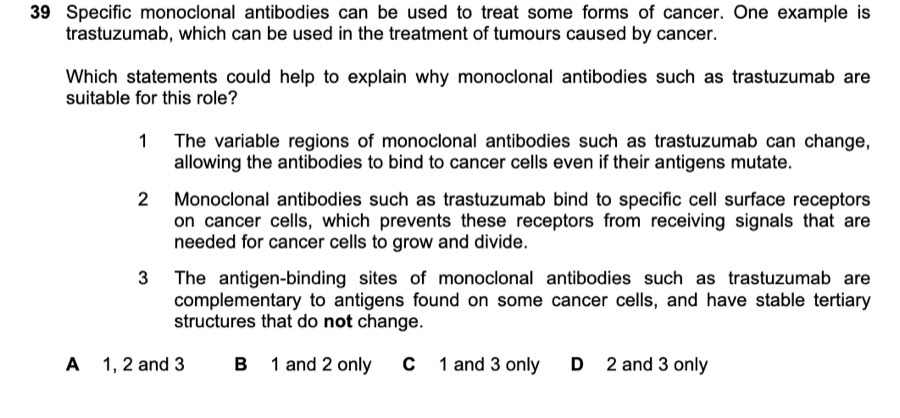 39 Specific monoclonal antibodies can be used to treat some forms of cancer. One example is
trastuzumab, which can be used in the treatment of tumours caused by cancer.
Which statements could help to explain why monoclonal antibodies such as trastuzumab are
suitable for this role?
1 The variable regions of monoclonal antibodies such as trastuzumab can change,
allowing the antibodies to bind to cancer cells even if their antigens mutate.
2 Monoclonal antibodies such as trastuzumab bind to specific cell surface receptors
on cancer cells, which prevents these receptors from receiving signals that are
needed for cancer cells to grow and divide.
3 The antigen-binding sites of monoclonal antibodies such as trastuzumab are
complementary to antigens found on some cancer cells, and have stable tertiary
structures that do not change.
A 1, 2 and 3 B 1 and 2 only C 1 and 3 only D 2 and 3 only